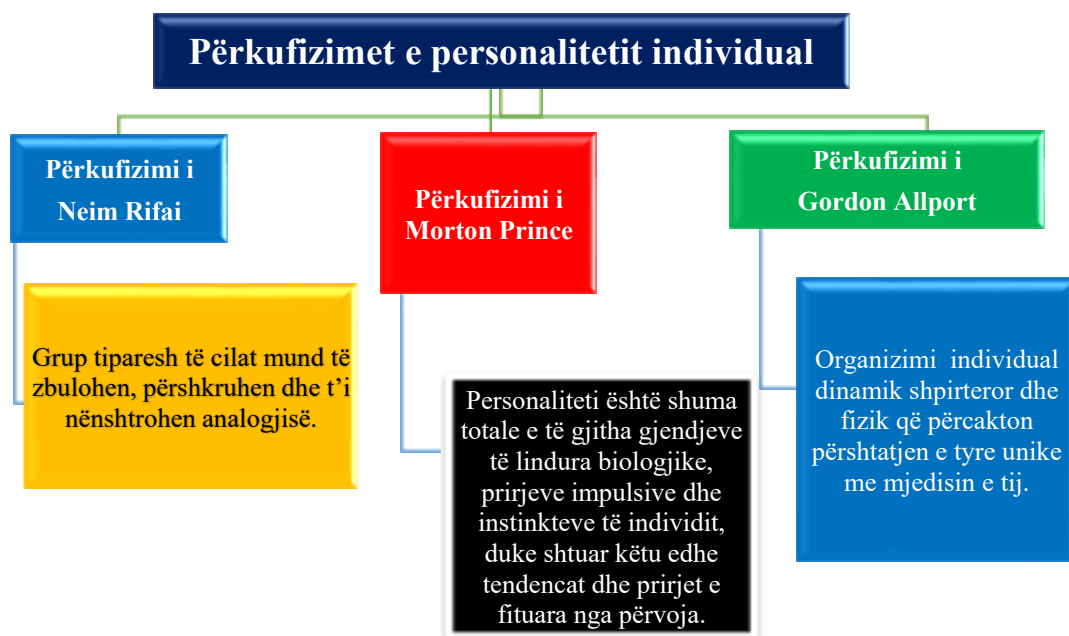 Përkufizimet e personalitetit individual
Përkufizimi i
Neim Rifai
Grup tiparesh të cilat mund të
zbulohen, përshkruhen dhe t’i
nënshtrohen analogjisë.
Përkufizimi i
Morton Prince
Personaliteti është shuma
totale e të gjitha gjendjeve
të lindura biologjike,
prirjeve impulsive dhe
instinkteve të individit,
duke shtuar këtu edhe
tendencat dhe prirjet e
fituara nga përvoja.
Përkufizimi i
Gordon Allport
Organizimi individual
dinamik shpirteror dhe
fizik që përcakton
përshtatjen e tyre unike
me mjedisin e tij.